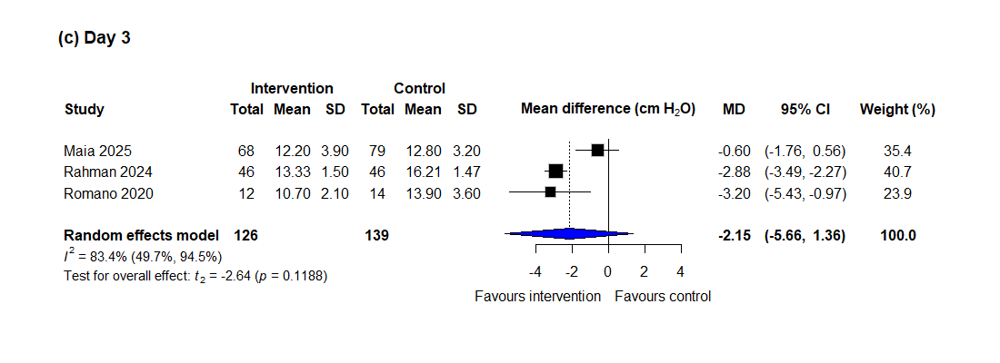 (c) Day 3
Intervention Control
Study Total Mean SD Total Mean SD Mean difference (cm H₂O) MD 95% CI Weight (%)
Maia 2025 68 12.20 3.90 79 12.80 3.20 -0.60 (-1.76, 0.56) 35.4
Rahman 2024 46 13.33 1.50 46 16.21 1.47 -2.88 (-3.49, -2.27) 40.7
Romano 2020 12 10.70 2.10 14 13.90 3.60 -3.20 (-5.43, -0.97) 23.9
Random effects model 126 139 -2.15 (-5.66, 1.36) 100.0
I² = 83.4% (49.7%, 94.5%)
Test for overall effect: t₂ = -2.64 (p = 0.1188)
-4 -2 0 2 4
Favours intervention Favours control